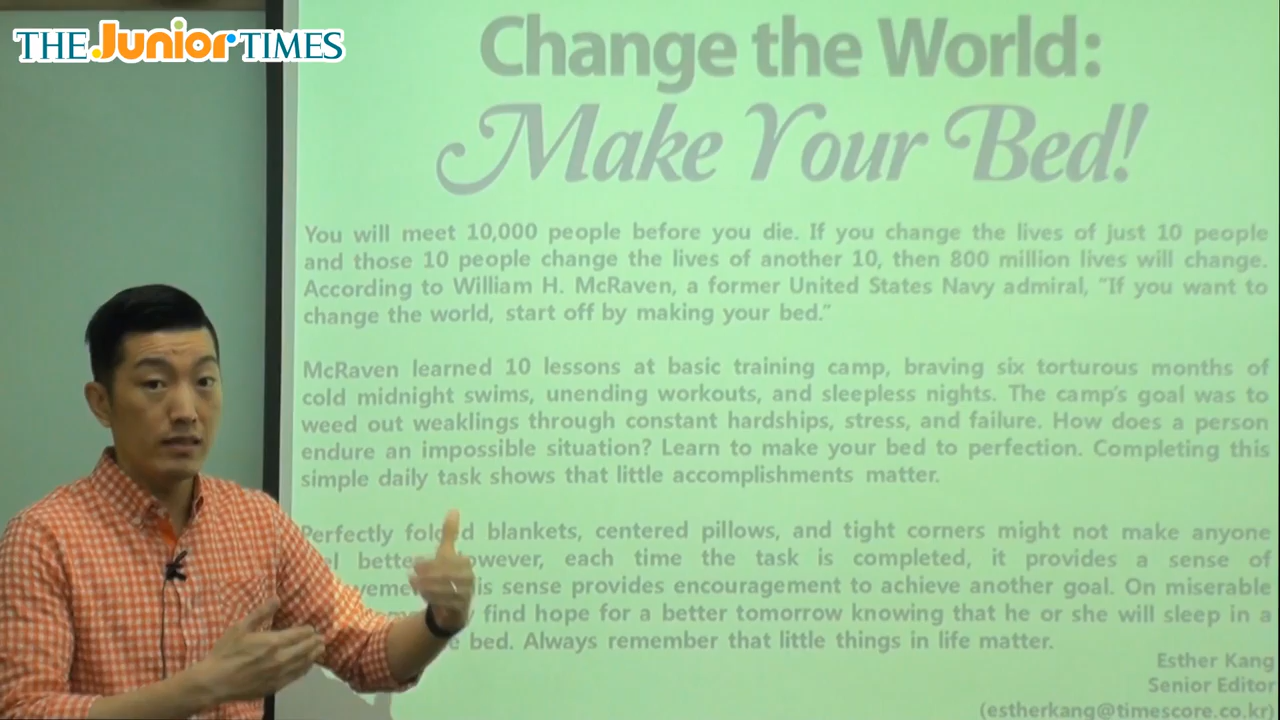 THE Junior TIMES
Change the World:
Make Your Bed!
You will meet 10,000 people before you die. If you change the lives of just 10 people
and those 10 people change the lives of another 10, then 800 million lives will change.
According to William H. McRaven, a former United States Navy admiral, "If you want to
change the world, start off by making your bed."
McRaven learned 10 lessons at basic training camp, braving six torturous months of
cold midnight swims, unending workouts, and sleepless nights. The camp's goal was to
weed out weaklings through constant hardships, stress, and failure. How does a person
endure an impossible situation? Learn to make your bed to perfection. Completing this
simple daily task shows that little accomplishments matter.
Perfectly folded blankets, centered pillows, and tight corners might not make anyone
better. However, each time the task is completed, it provides a sense of
sense provides encouragement to achieve another goal. On miserable
find hope for a better tomorrow knowing that he or she will sleep in a
bed. Always remember that little things in life matter.
Esther Kang
Senior Editor
(estherkang@timescore.co.kr)